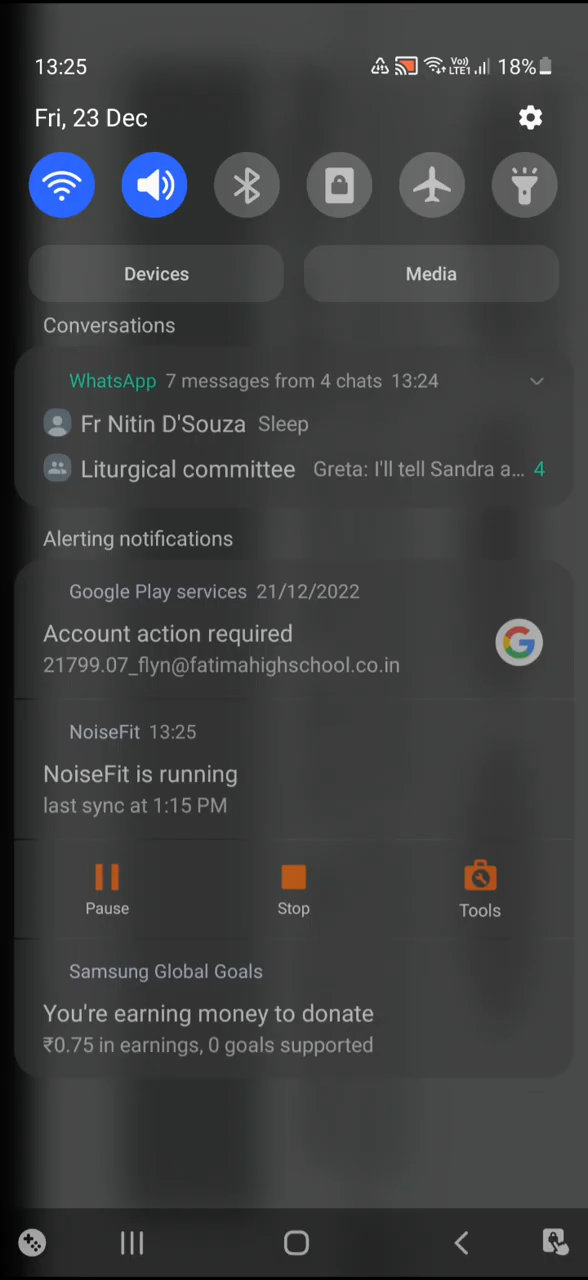 13:25 Vo)) LTE1 18%
Fri, 23 Dec
Devices Media
Conversations
WhatsApp 7 messages from 4 chats 13:24
Fr Nitin D'Souza Sleep
Liturgical committee Greta: I'll tell Sandra a... 4
Alerting notifications
Google Play services 21/12/2022
Account action required
21799.07_flyn@fatimahighschool.co.in
NoiseFit 13:25
NoiseFit is running
last sync at 1:15 PM
Pause Stop Tools
Samsung Global Goals
You're earning money to donate
₹0.75 in earnings, 0 goals supported